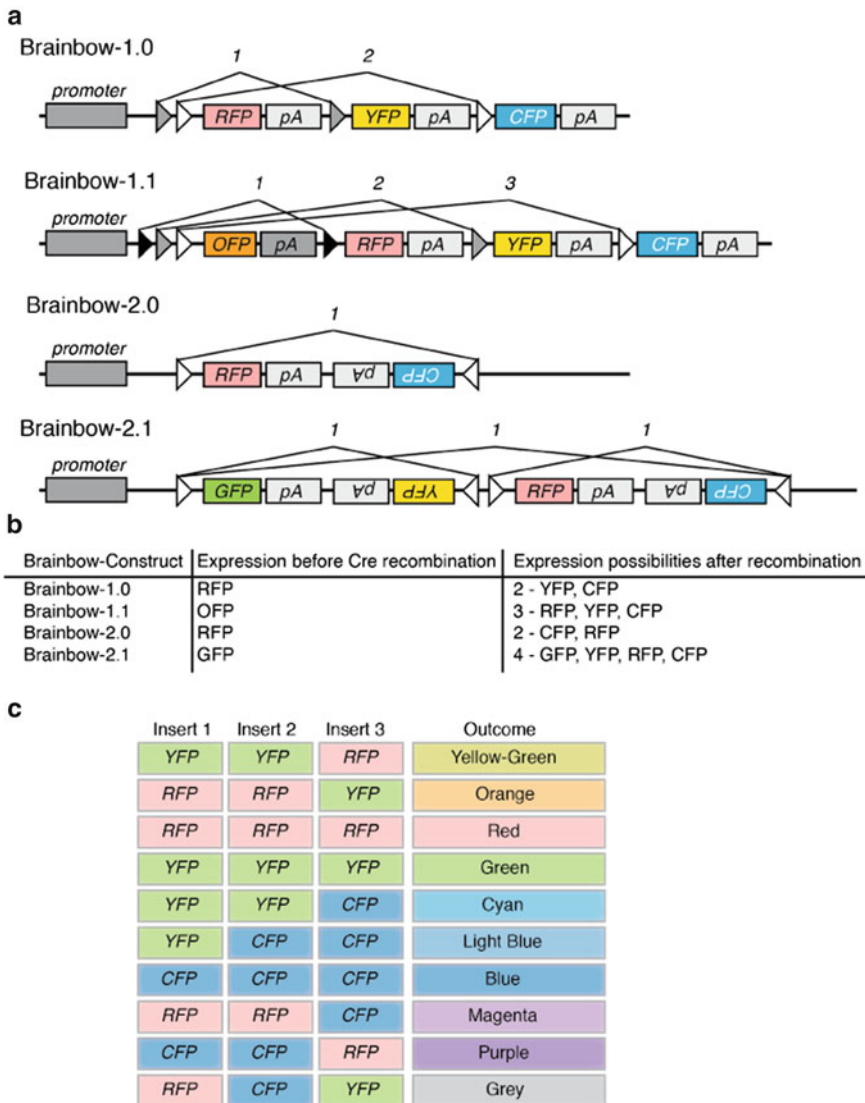 a
Brainbow-1.0
1 2
promoter
RFP pA YFP pA CFP pA
Brainbow-1.1
1 2 3
promoter
OFP pA RFP pA YFP pA CFP pA
Brainbow-2.0
1
promoter
RFP pA pA CFP
Brainbow-2.1
1 1 1
promoter
GFP pA pA YFP RFP pA pA CFP
b
Brainbow-Construct Expression before Cre recombination Expression possibilities after recombination
Brainbow-1.0 RFP 2 - YFP, CFP
Brainbow-1.1 OFP 3 - RFP, YFP, CFP
Brainbow-2.0 RFP 2 - CFP, RFP
Brainbow-2.1 GFP 4 - GFP, YFP, RFP, CFP
c
Insert 1 Insert 2 Insert 3 Outcome
YFP YFP RFP Yellow-Green
RFP RFP YFP Orange
RFP RFP RFP Red
YFP YFP YFP Green
YFP YFP CFP Cyan
YFP CFP CFP Light Blue
CFP CFP CFP Blue
RFP RFP CFP Magenta
CFP CFP RFP Purple
RFP CFP YFP Grey